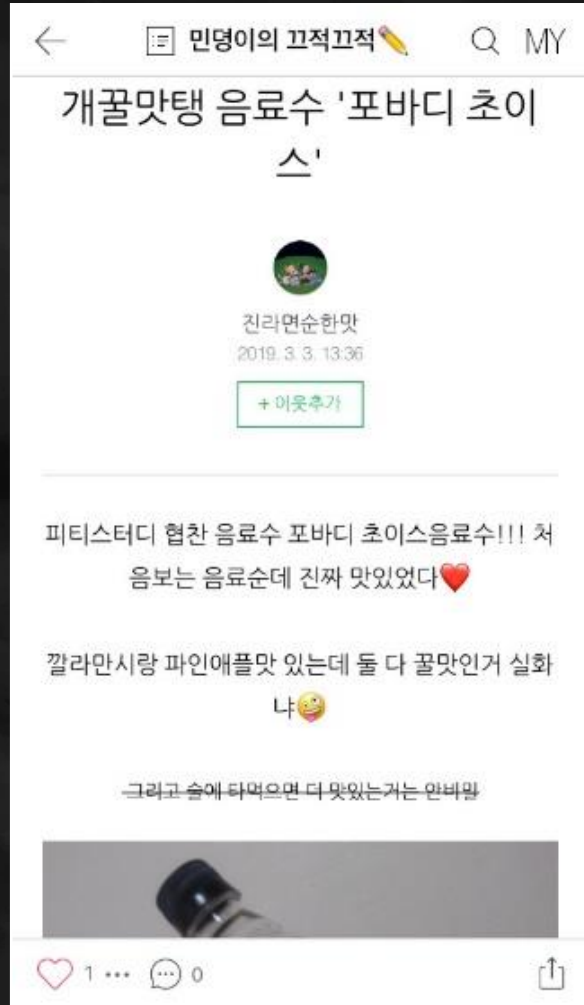 민뎡이의 끄적끄적✏️ MY
개꿀맛탱 음료수 '포바디 초이
스'
진라면순한맛
2019. 3. 3. 13:36
+ 이웃추가
피티스터디 협찬 음료수 포바디 초이스음료수!!! 처
음보는 음료순데 진짜 맛있었다❤️
깔라만시랑 파인애플맛 있는데 둘 다 꿀맛인거 실화
냐🤪
그리고 술에 타먹으면 더 맛있는거는 안비밀
1 ••• 0